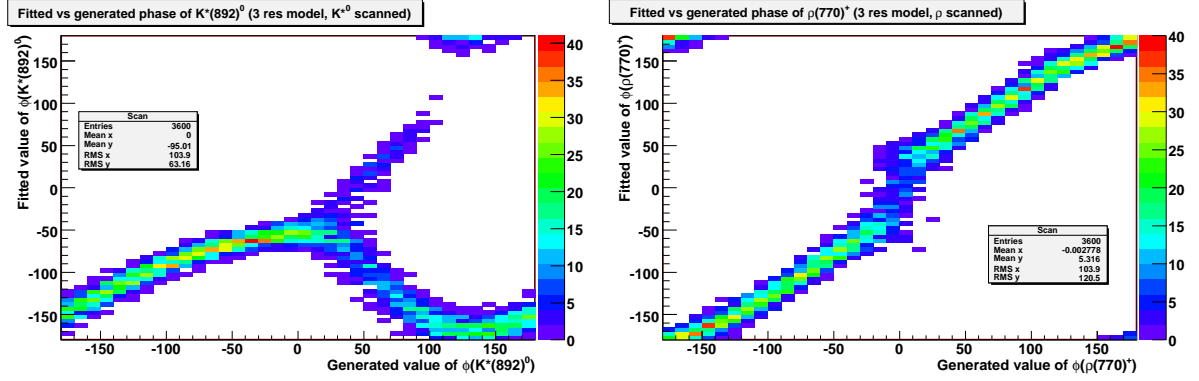 Fitted vs generated phase of K*(892)⁰ (3 res model, K*⁰ scanned)
Fitted value of ϕ(K*(892)⁰)
150
100
50
0
-50
-100
-150
Scan
Entries 3600
Mean x 0
Mean y -95.01
RMS x 103.9
RMS y 63.16
-150 -100 -50 0 50 100 150
Generated value of ϕ(K*(892)⁰)
40
35
30
25
20
15
10
5
0
Fitted vs generated phase of ρ(770)⁺ (3 res model, ρ scanned)
Fitted value of ϕ(ρ(770)⁺)
150
100
50
0
-50
-100
-150
Scan
Entries 3600
Mean x -0.002778
Mean y 5.316
RMS x 103.9
RMS y 120.5
-150 -100 -50 0 50 100 150
Generated value of ϕ(ρ(770)⁺)
40
35
30
25
20
15
10
5
0